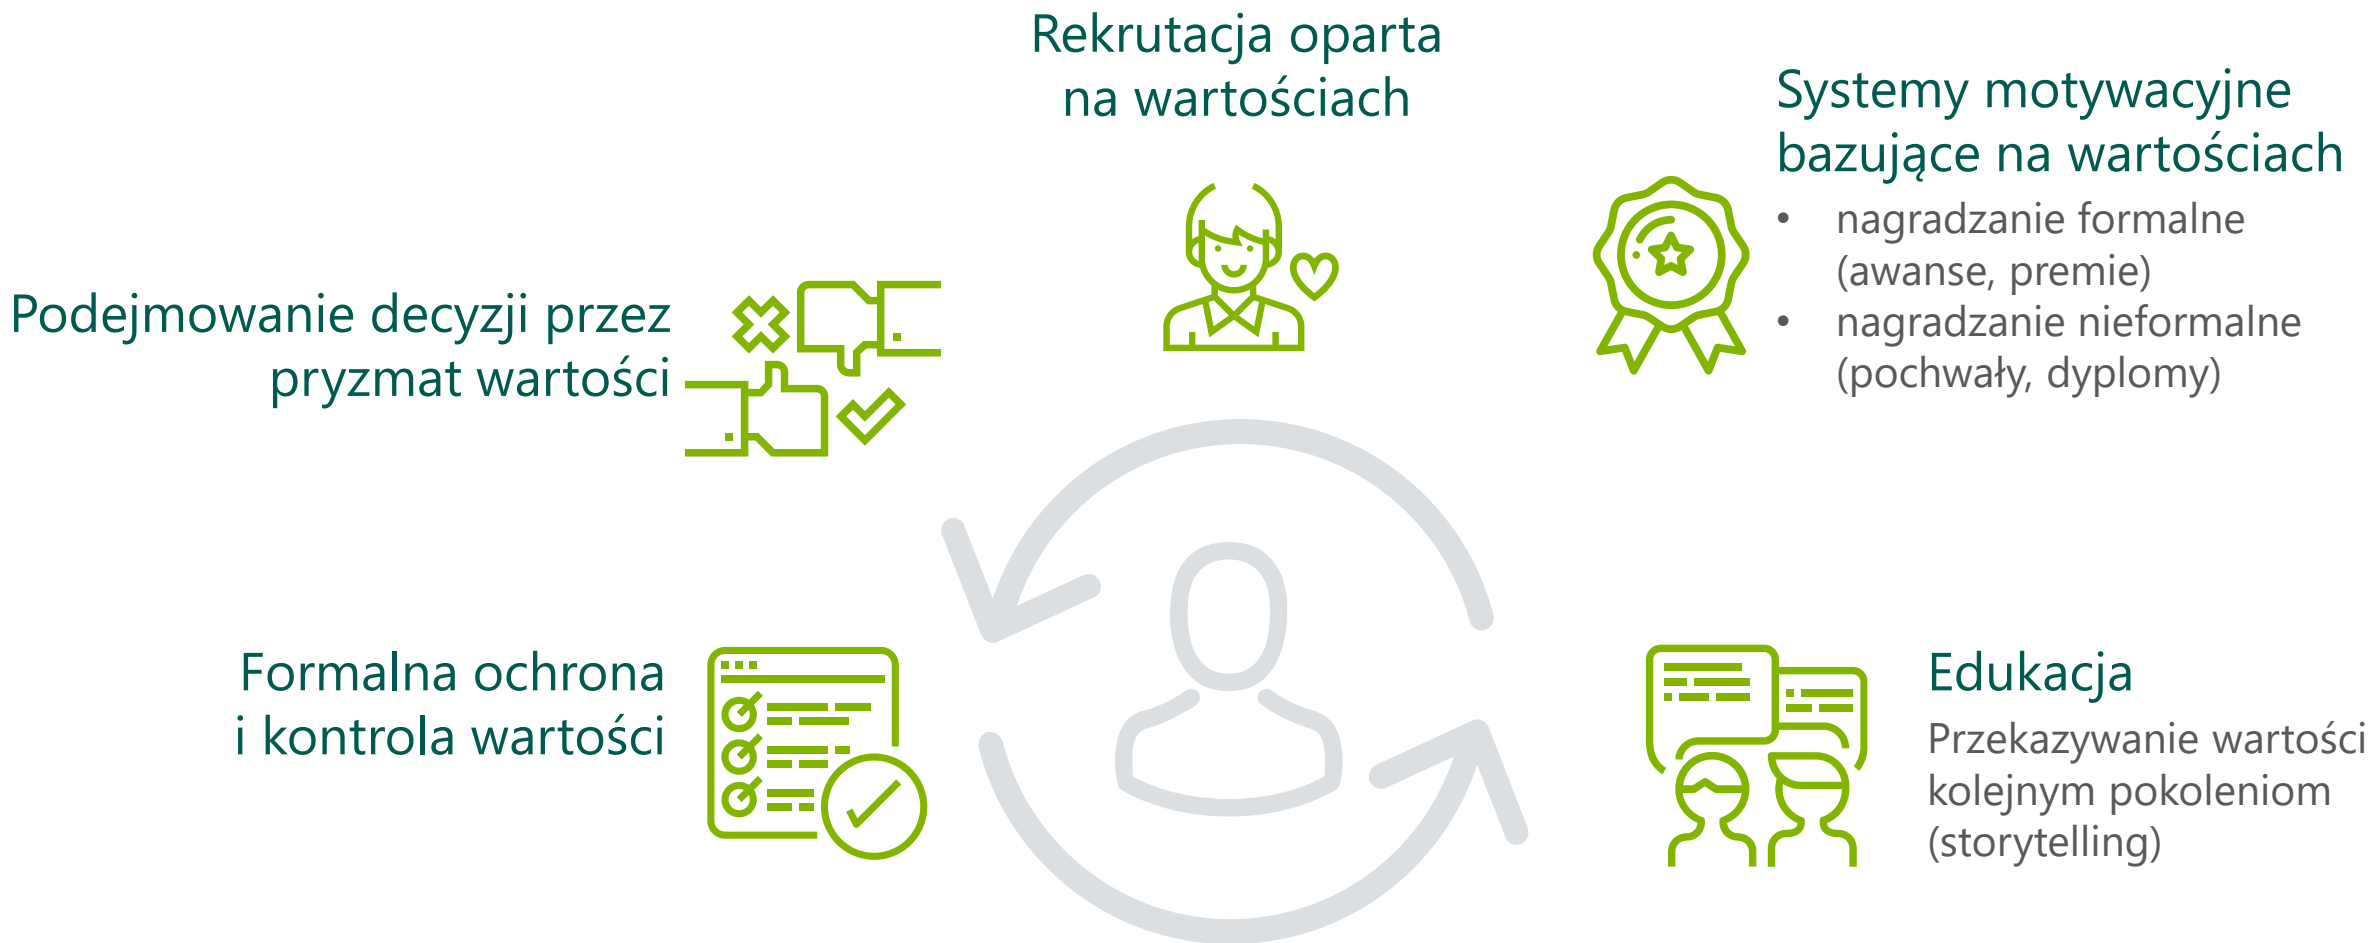 Rekrutacja oparta
na wartościach
Systemy motywacyjne
bazujące na wartościach
• nagradzanie formalne
(awanse, premie)
• nagradzanie nieformalne
(pochwały, dyplomy)
Podejmowanie decyzji przez
pryzmat wartości
Formalna ochrona
i kontrola wartości
Edukacja
Przekazywanie wartości
kolejnym pokoleniom
(storytelling)